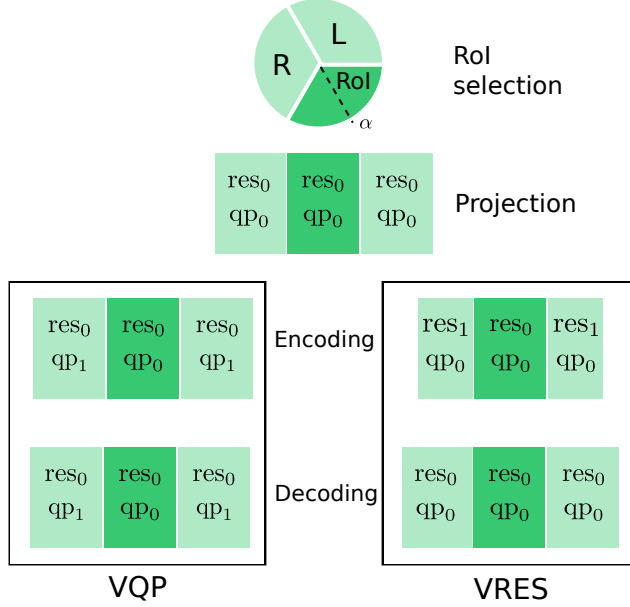 L
R
RoI
α
RoI
selection
res₀ res₀ res₀
qp₀ qp₀ qp₀
Projection
res₀ res₀ res₀
qp₁ qp₀ qp₁
Encoding
res₁ res₀ res₁
qp₀ qp₀ qp₀
res₀ res₀ res₀
qp₁ qp₀ qp₁
Decoding
res₀ res₀ res₀
qp₀ qp₀ qp₀
VQP
VRES